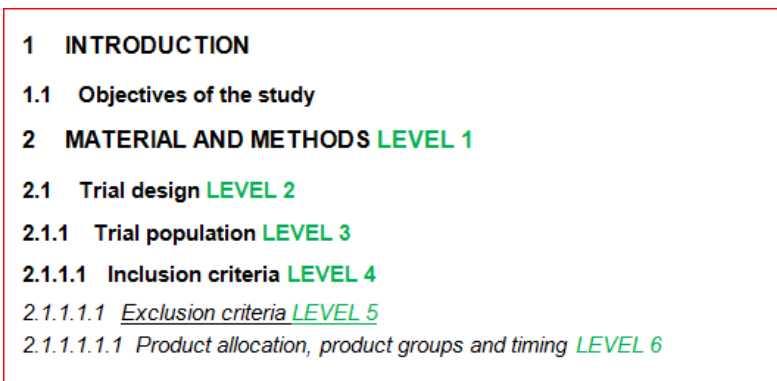 1 INTRODUCTION
1.1 Objectives of the study
2 MATERIAL AND METHODS LEVEL 1
2.1 Trial design LEVEL 2
2.1.1 Trial population LEVEL 3
2.1.1.1 Inclusion criteria LEVEL 4
2.1.1.1.1 Exclusion criteria LEVEL 5
2.1.1.1.1.1 Product allocation, product groups and timing LEVEL 6